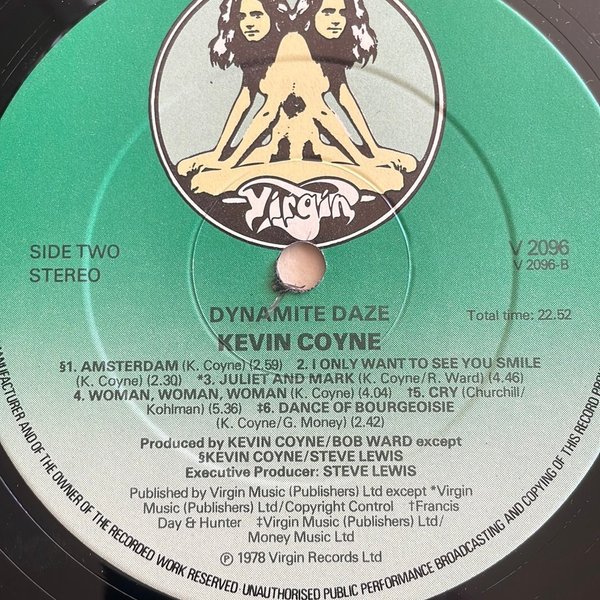 Virgin
SIDE TWO
STEREO
V 2096
V 2096-B
DYNAMITE DAZE
Total time: 22.52
KEVIN COYNE
§1. AMSTERDAM (K. Coyne) (2.59) 2. I ONLY WANT TO SEE YOU SMILE
(K. Coyne) (2.30) *3. JULIET AND MARK (K. Coyne/R. Ward) (4.46)
4. WOMAN, WOMAN, WOMAN (K. Coyne) (4.04) †5. CRY (Churchill/
Kohlman) (5.36) ‡6. DANCE OF BOURGEOISIE
(K. Coyne/G. Money) (2.42)
Produced by KEVIN COYNE/BOB WARD except
§KEVIN COYNE/STEVE LEWIS
Executive Producer: STEVE LEWIS
Published by Virgin Music (Publishers) Ltd except *Virgin
Music (Publishers) Ltd/Copyright Control †Francis
Day & Hunter ‡Virgin Music (Publishers) Ltd/
Money Music Ltd
℗ 1978 Virgin Records Ltd
MANUFACTURER AND OF THE OWNER OF THE RECORDED WORK RESERVED · UNAUTHORISED PUBLIC PERFORMANCE BROADCASTING AND COPYING OF THIS